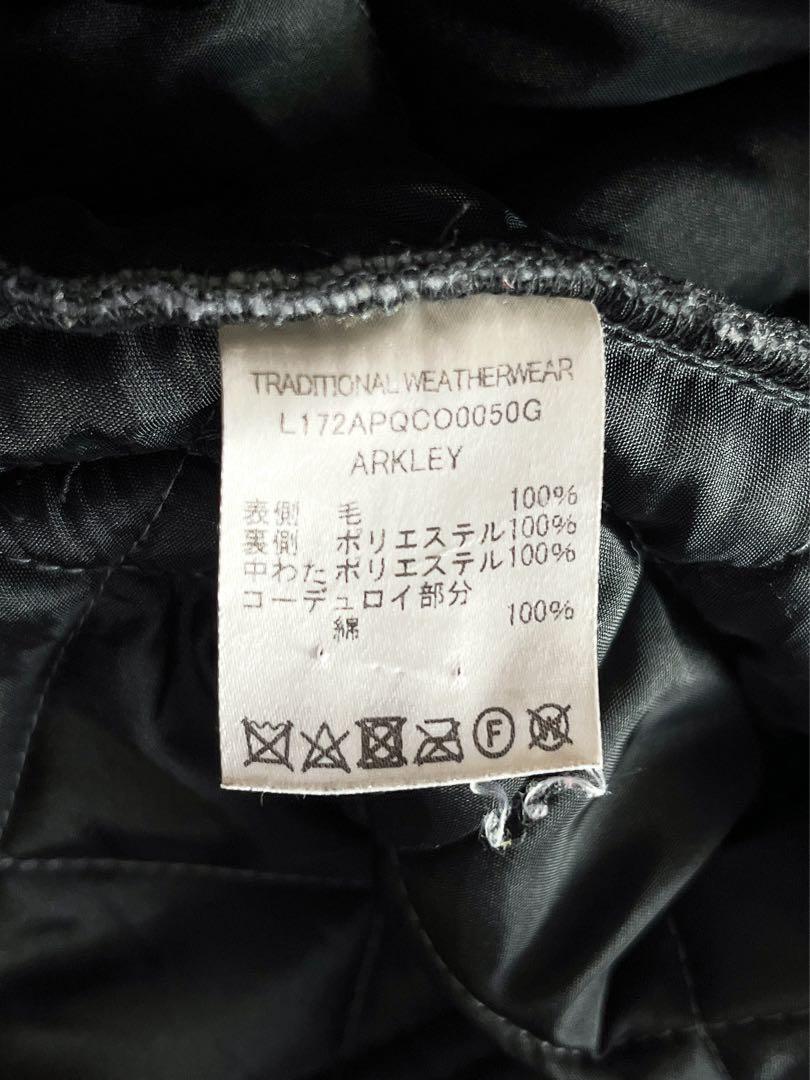 TRADITIONAL WEATHERWEAR
L172APQCO0050G
ARKLEY
表側 毛 100%
裏側 ポリエステル100%
中わたポリエステル100%
コーデュロイ部分
綿 100%
F W